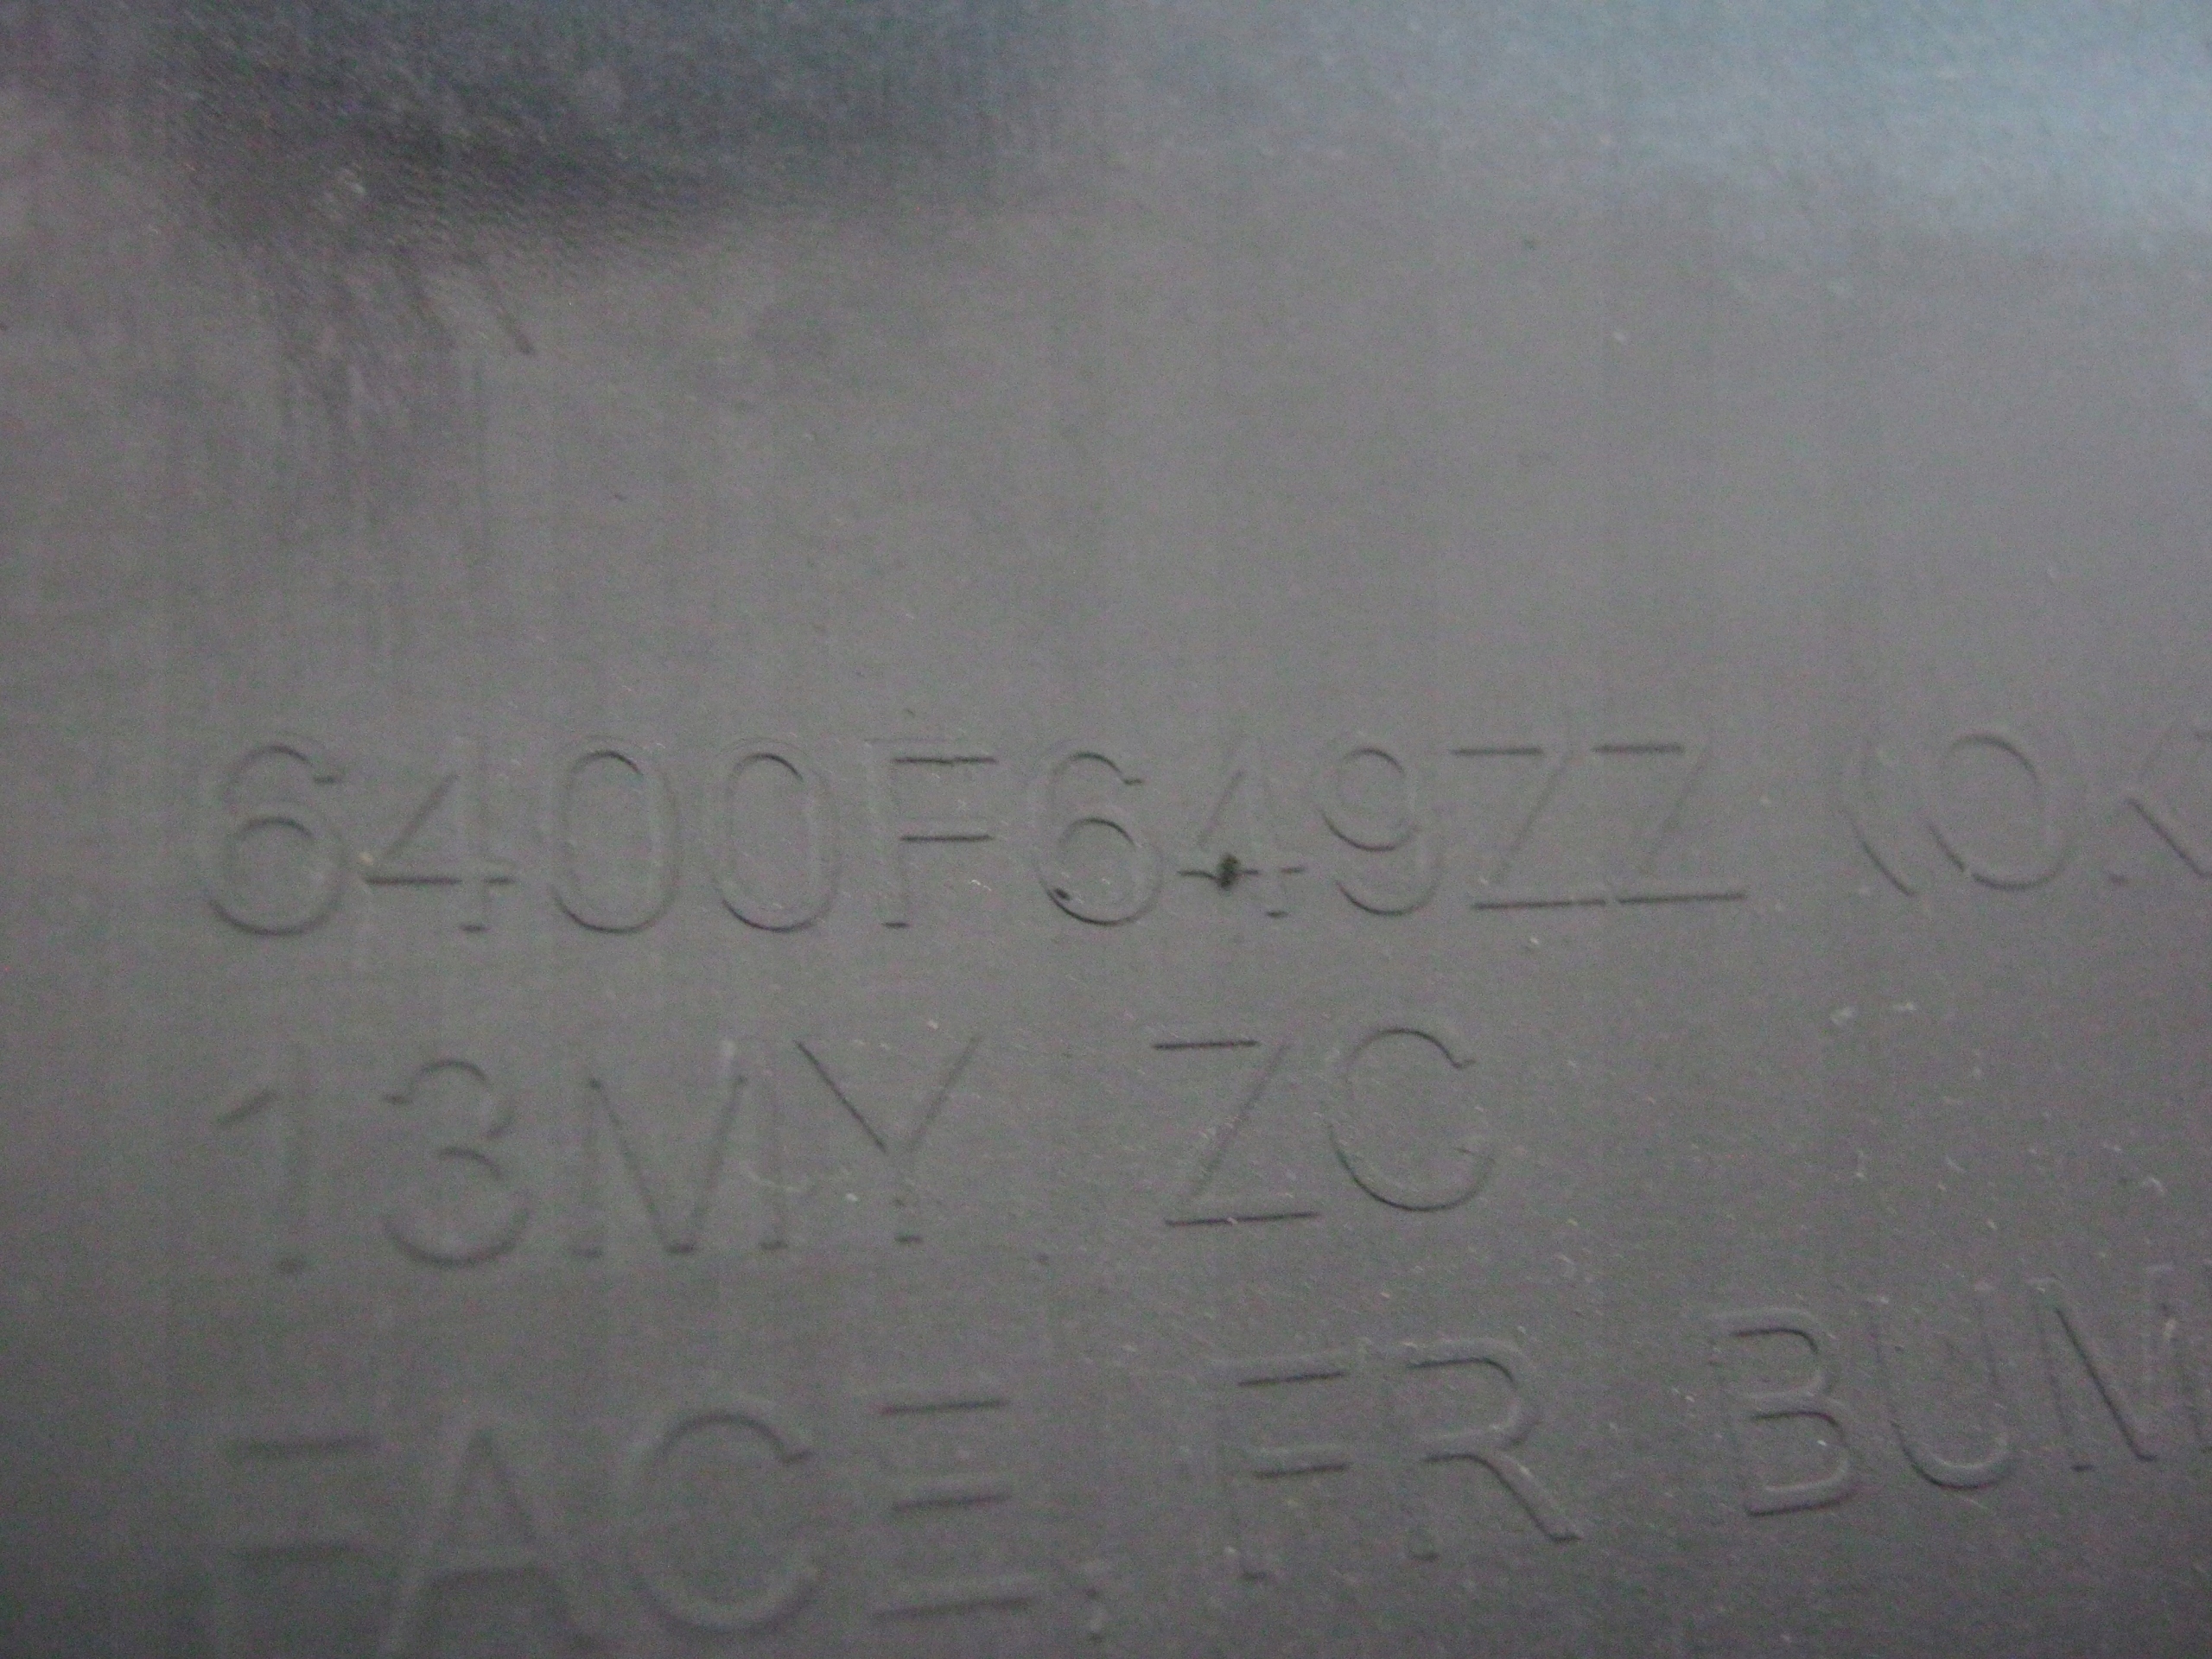 6400F649ZZ (O.
13MY ZC
FACE, FR BUM